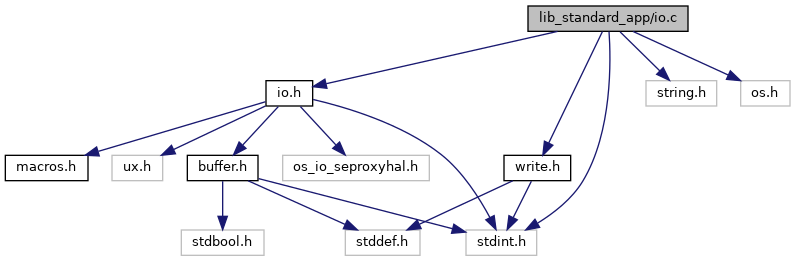 lib_standard_app/io.c
io.h
string.h
os.h
macros.h
ux.h
buffer.h
os_io_seproxyhal.h
write.h
stdbool.h
stddef.h
stdint.h